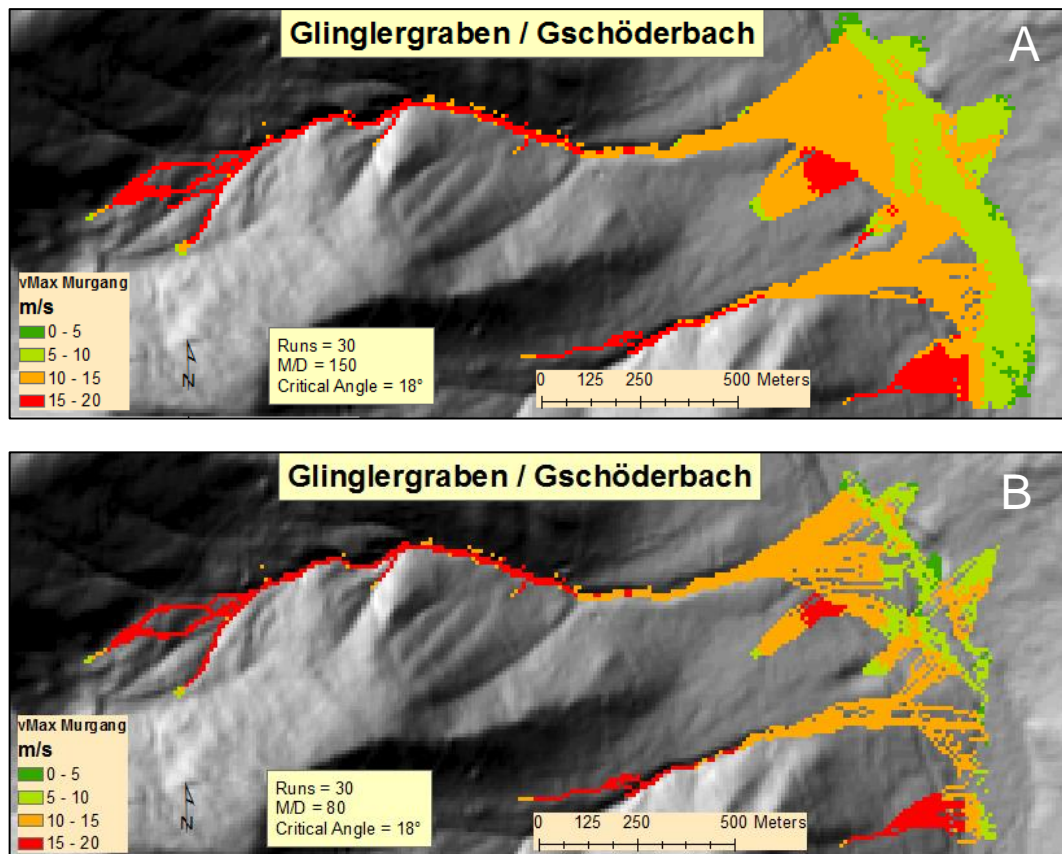 Glinglergraben / Gschöderbach
A
vMax Murgang
m/s
0 - 5
5 - 10
10 - 15
15 - 20
N
Runs = 30
M/D = 150
Critical Angle = 18°
0 125 250 500 Meters
Glinglergraben / Gschöderbach
B
vMax Murgang
m/s
0 - 5
5 - 10
10 - 15
15 - 20
N
Runs = 30
M/D = 80
Critical Angle = 18°
0 125 250 500 Meters